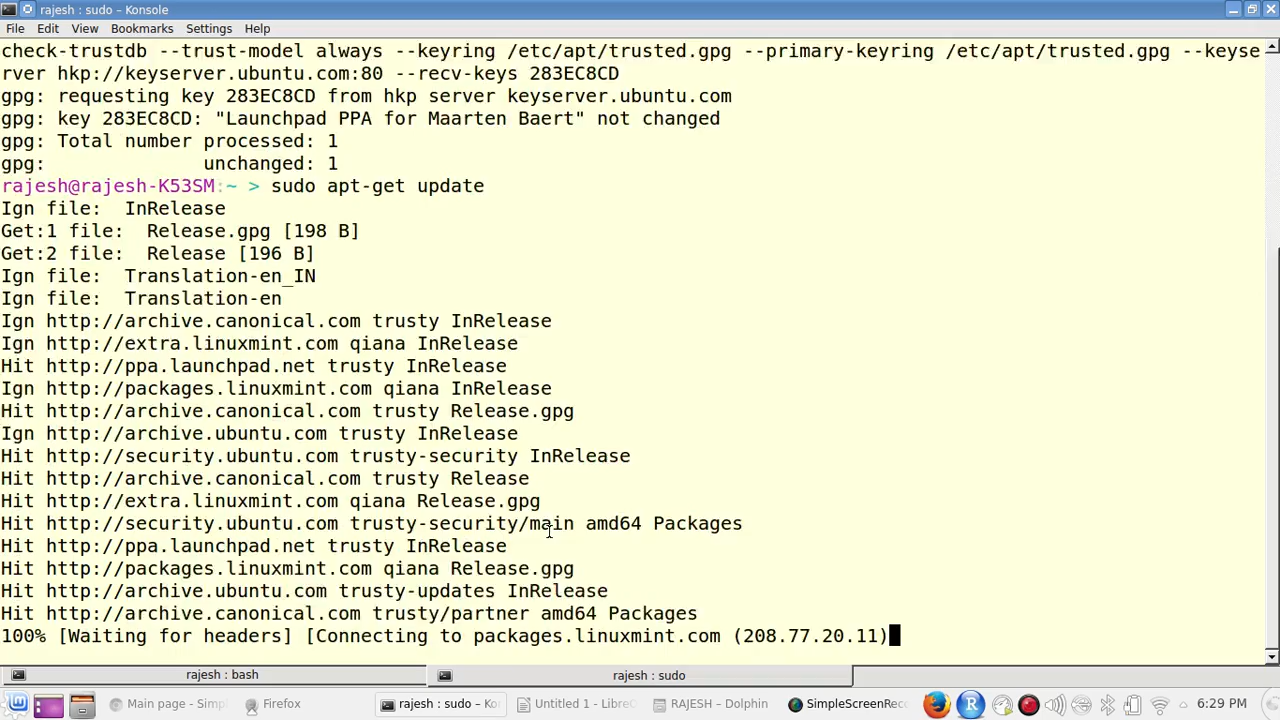 rajesh : sudo – Konsole
File Edit View Bookmarks Settings Help
check-trustdb --trust-model always --keyring /etc/apt/trusted.gpg --primary-keyring /etc/apt/trusted.gpg --keyse
rver hkp://keyserver.ubuntu.com:80 --recv-keys 283EC8CD
gpg: requesting key 283EC8CD from hkp server keyserver.ubuntu.com
gpg: key 283EC8CD: "Launchpad PPA for Maarten Baert" not changed
gpg: Total number processed: 1
gpg:              unchanged: 1
rajesh@rajesh-K53SM:~ > sudo apt-get update
Ign file:  InRelease
Get:1 file:  Release.gpg [198 B]
Get:2 file:  Release [196 B]
Ign file:  Translation-en_IN
Ign file:  Translation-en
Ign http://archive.canonical.com trusty InRelease
Ign http://extra.linuxmint.com qiana InRelease
Hit http://ppa.launchpad.net trusty InRelease
Ign http://packages.linuxmint.com qiana InRelease
Hit http://archive.canonical.com trusty Release.gpg
Ign http://archive.ubuntu.com trusty InRelease
Hit http://security.ubuntu.com trusty-security InRelease
Hit http://archive.canonical.com trusty Release
Hit http://extra.linuxmint.com qiana Release.gpg
Hit http://security.ubuntu.com trusty-security/main amd64 Packages
Hit http://ppa.launchpad.net trusty InRelease
Hit http://packages.linuxmint.com qiana Release.gpg
Hit http://archive.ubuntu.com trusty-updates InRelease
Hit http://archive.canonical.com trusty/partner amd64 Packages
100% [Waiting for headers] [Connecting to packages.linuxmint.com (208.77.20.11)
rajesh : bash rajesh : sudo
Main page - Simp Firefox rajesh : sudo – Ko Untitled 1 - Libre RAJESH – Dolphin SimpleScreenRec 6:29 PM